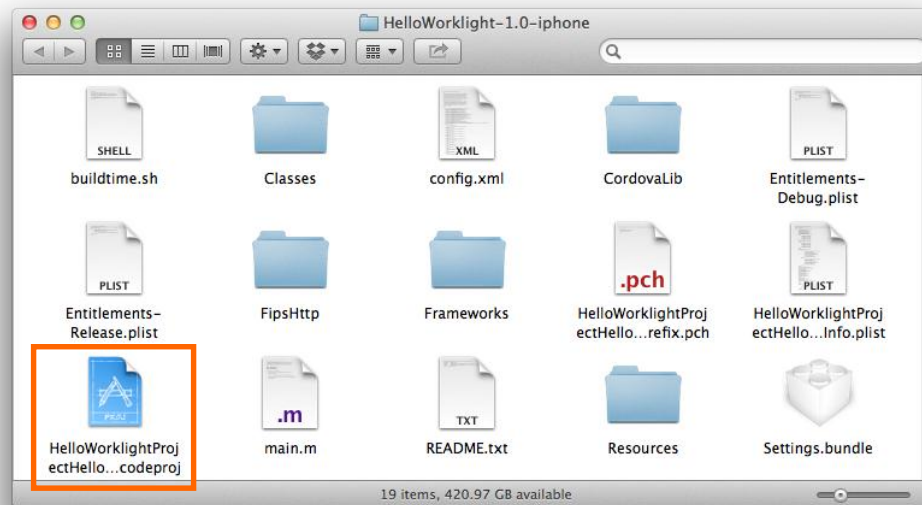 HelloWorklight-1.0-iphone
SHELL
XML
PLIST
buildtime.sh
Classes
config.xml
CordovaLib
Entitlements-
Debug.plist
PLIST
.pch
PLIST
Entitlements-
Release.plist
FipsHttp
Frameworks
HelloWorklightProj
ectHello...refix.pch
HelloWorklightProj
ectHello...Info.plist
.m
TXT
HelloWorklightProj
ectHello...codeproj
main.m
README.txt
Resources
Settings.bundle
19 items, 420.97 GB available